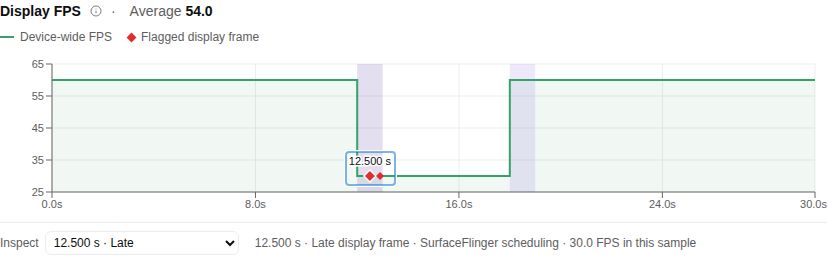 Display FPS ⓘ · Average 54.0
Device-wide FPS Flagged display frame
65
55
45
35
25
12.500 s
0.0s 8.0s 16.0s 24.0s 30.0s
Inspect 12.500 s · Late 12.500 s · Late display frame · SurfaceFlinger scheduling · 30.0 FPS in this sample